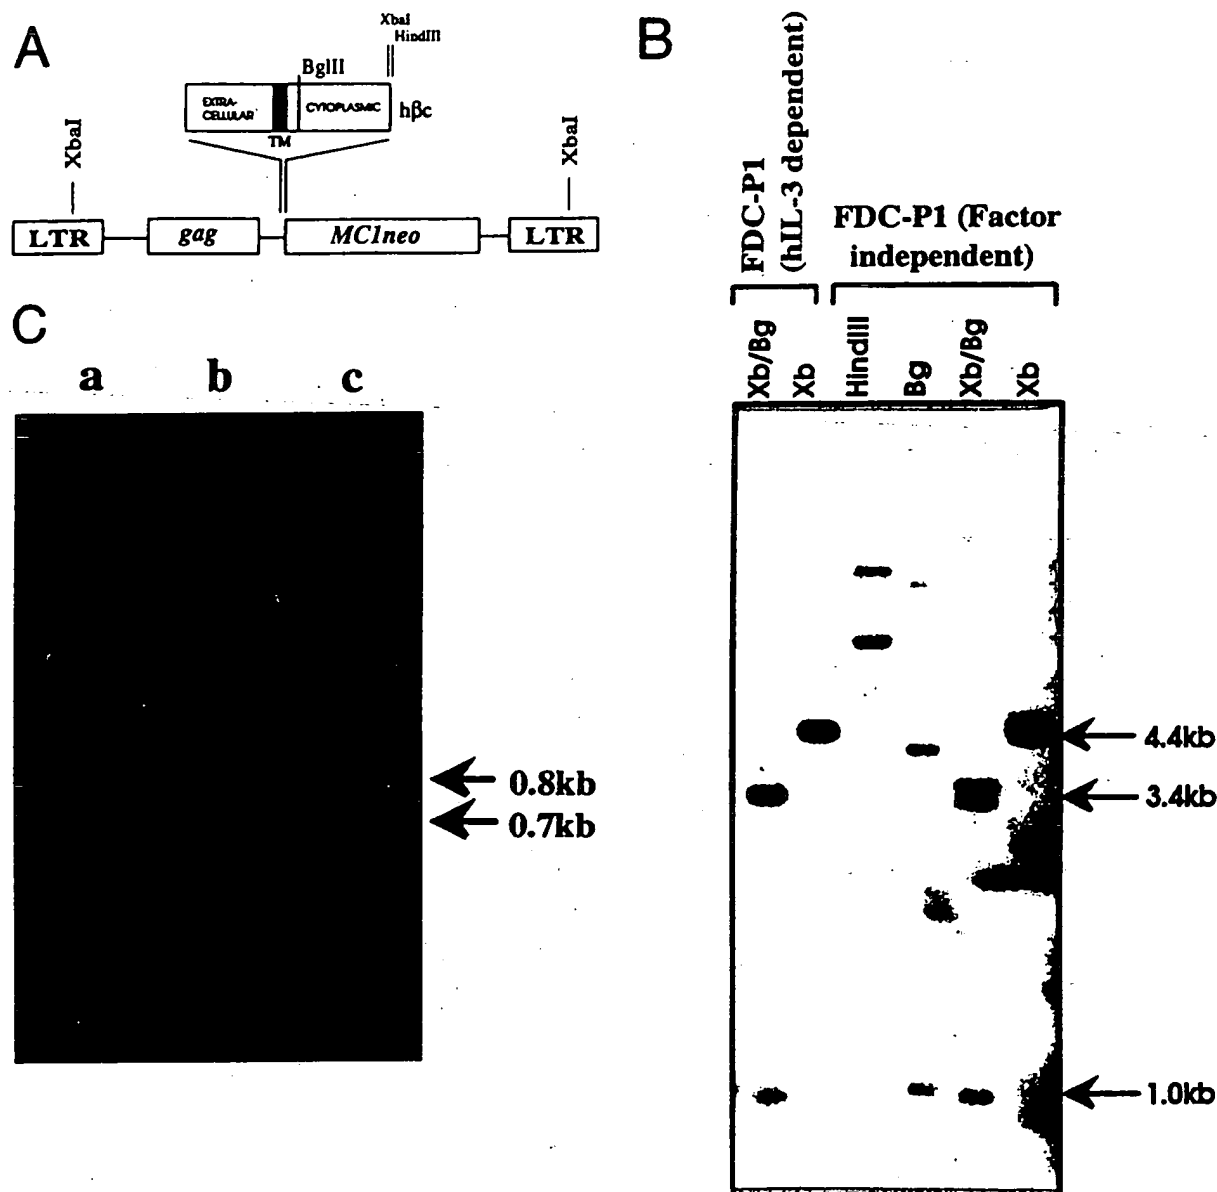 A
XbaI
HindIII
BglII
EXTRA-
CELLULAR
CYTOPLASMIC
hβc
TM
XbaI
XbaI
LTR
gag
MC1neo
LTR
B
FDC-P1
(hIL-3 dependent)
FDC-P1 (Factor
independent)
Xb/Bg
Xb
HindIII
Bg
Xb/Bg
Xb
4.4kb
3.4kb
1.0kb
C
a b c
0.8kb
0.7kb